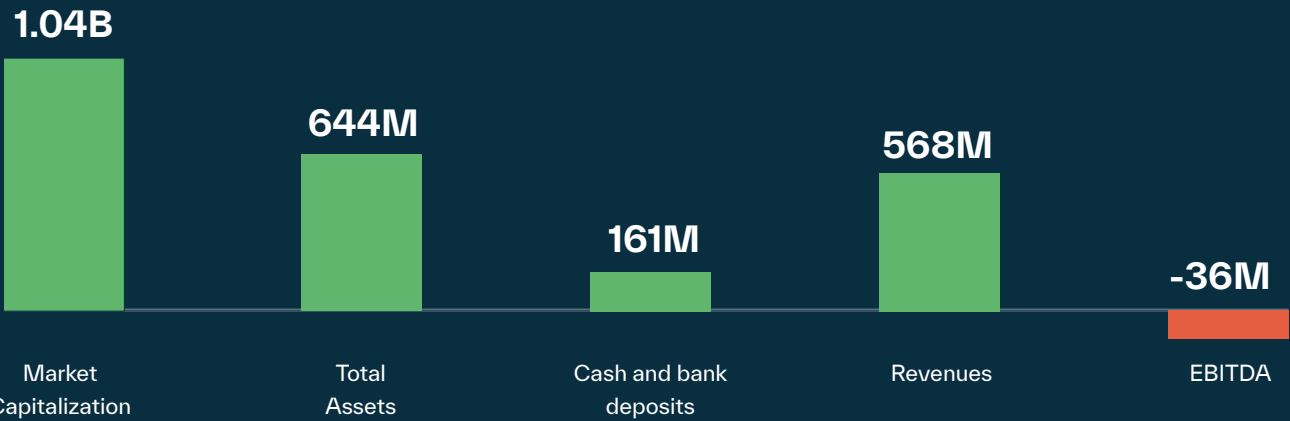 1.04B
644M
568M
161M
-36M
Market
Capitalization
Total
Assets
Cash and bank
deposits
Revenues
EBITDA